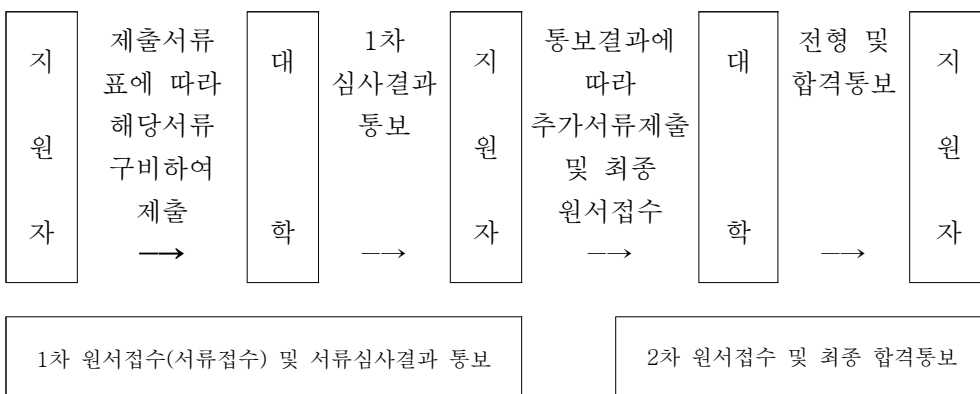 지원자
제출서류
표에 따라
해당서류
구비하여
제출
→
대학
1차
심사결과
통보
→
지원자
통보결과에
따라
추가서류제출
및 최종
원서접수
→
대학
전형 및
합격통보
→
지원자
1차 원서접수(서류접수) 및 서류심사결과 통보
2차 원서접수 및 최종 합격통보